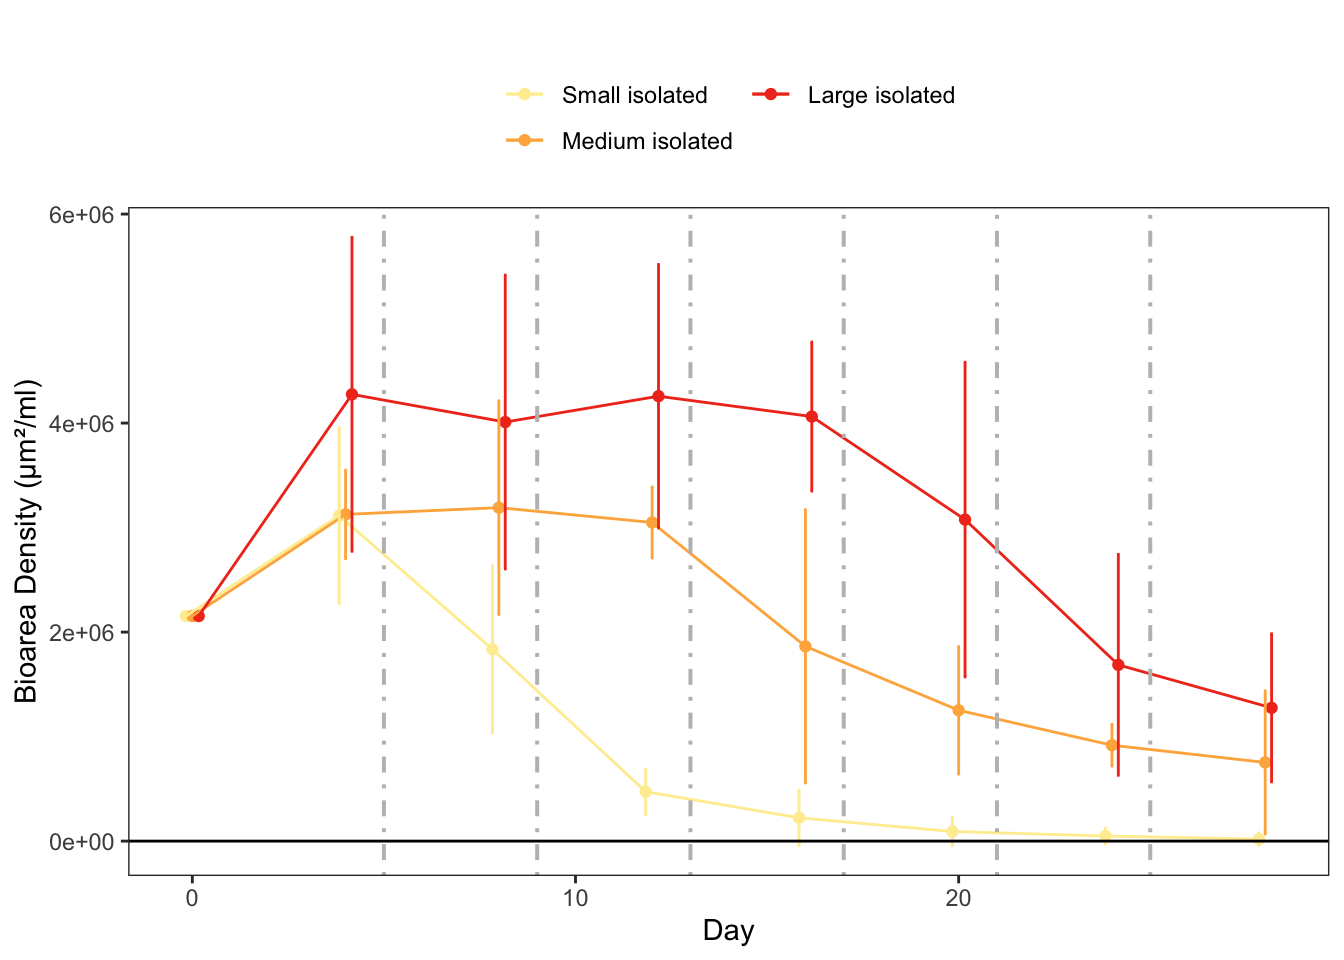 Small isolated
Large isolated
Medium isolated
6e+06
4e+06
2e+06
0e+00
Bioarea Density (μm²/ml)
0
10
20
Day